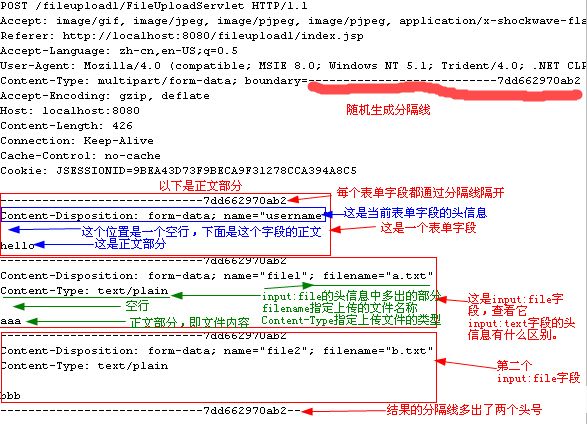 POST /fileupload1/FileUploadServlet HTTP/1.1
Accept: image/gif, image/jpeg, image/pjpeg, image/pjpeg, application/x-shockwave-fla
Referer: http://localhost:8080/fileupload1/index.jsp
Accept-Language: zh-cn,en-US;q=0.5
User-Agent: Mozilla/4.0 (compatible; MSIE 8.0; Windows NT 5.1; Trident/4.0; .NET CLR
Content-Type: multipart/form-data; boundary=---------------------------7dd662970ab2
Accept-Encoding: gzip, deflate
随机生成分隔线
Host: localhost:8080
Content-Length: 426
Connection: Keep-Alive
Cache-Control: no-cache
Cookie: JSESSIONID=9BEA43D73F9BECA9F31278CCA394A8C5
以下是正文部分
-----------------------------7dd662970ab2
每个表单字段都通过分隔线隔开
Content-Disposition: form-data; name="username"
这是当前表单字段的头信息
这个位置是一个空行，下面是这个字段的正文
这是一个表单字段
hello
这是正文部分
-----------------------------7dd662970ab2
Content-Disposition: form-data; name="file1"; filename="a.txt"
Content-Type: text/plain
input:file的头信息中多出的部分
filename指定上传的文件名称
Content-Type指定上传文件的类型
空行
aaa
正文部分，即文件内容
这是input:file字
段，查看它
input:text字段的头
信息有什么区别。
-----------------------------7dd662970ab2
Content-Disposition: form-data; name="file2"; filename="b.txt"
Content-Type: text/plain
第二个
input:file字段
bbb
-----------------------------7dd662970ab2--
结果的分隔线多出了两个头号